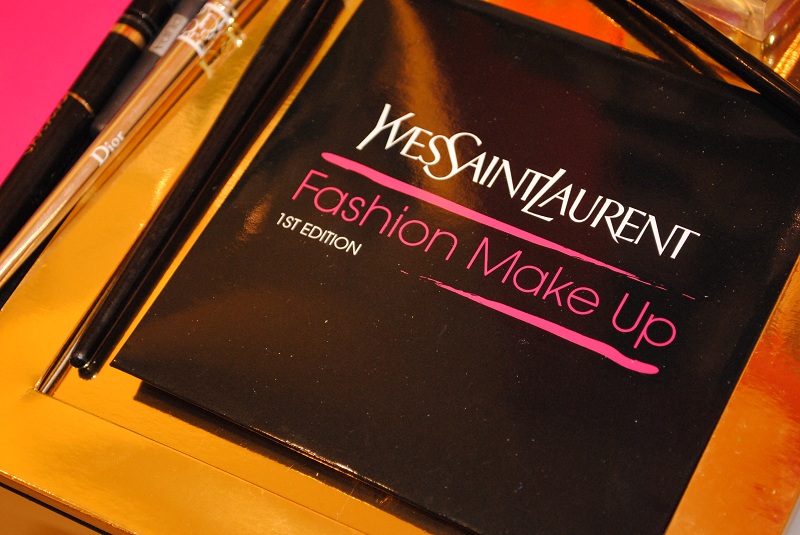 Dior
YVESSAINTLAURENT
Fashion Make Up
1ST EDITION